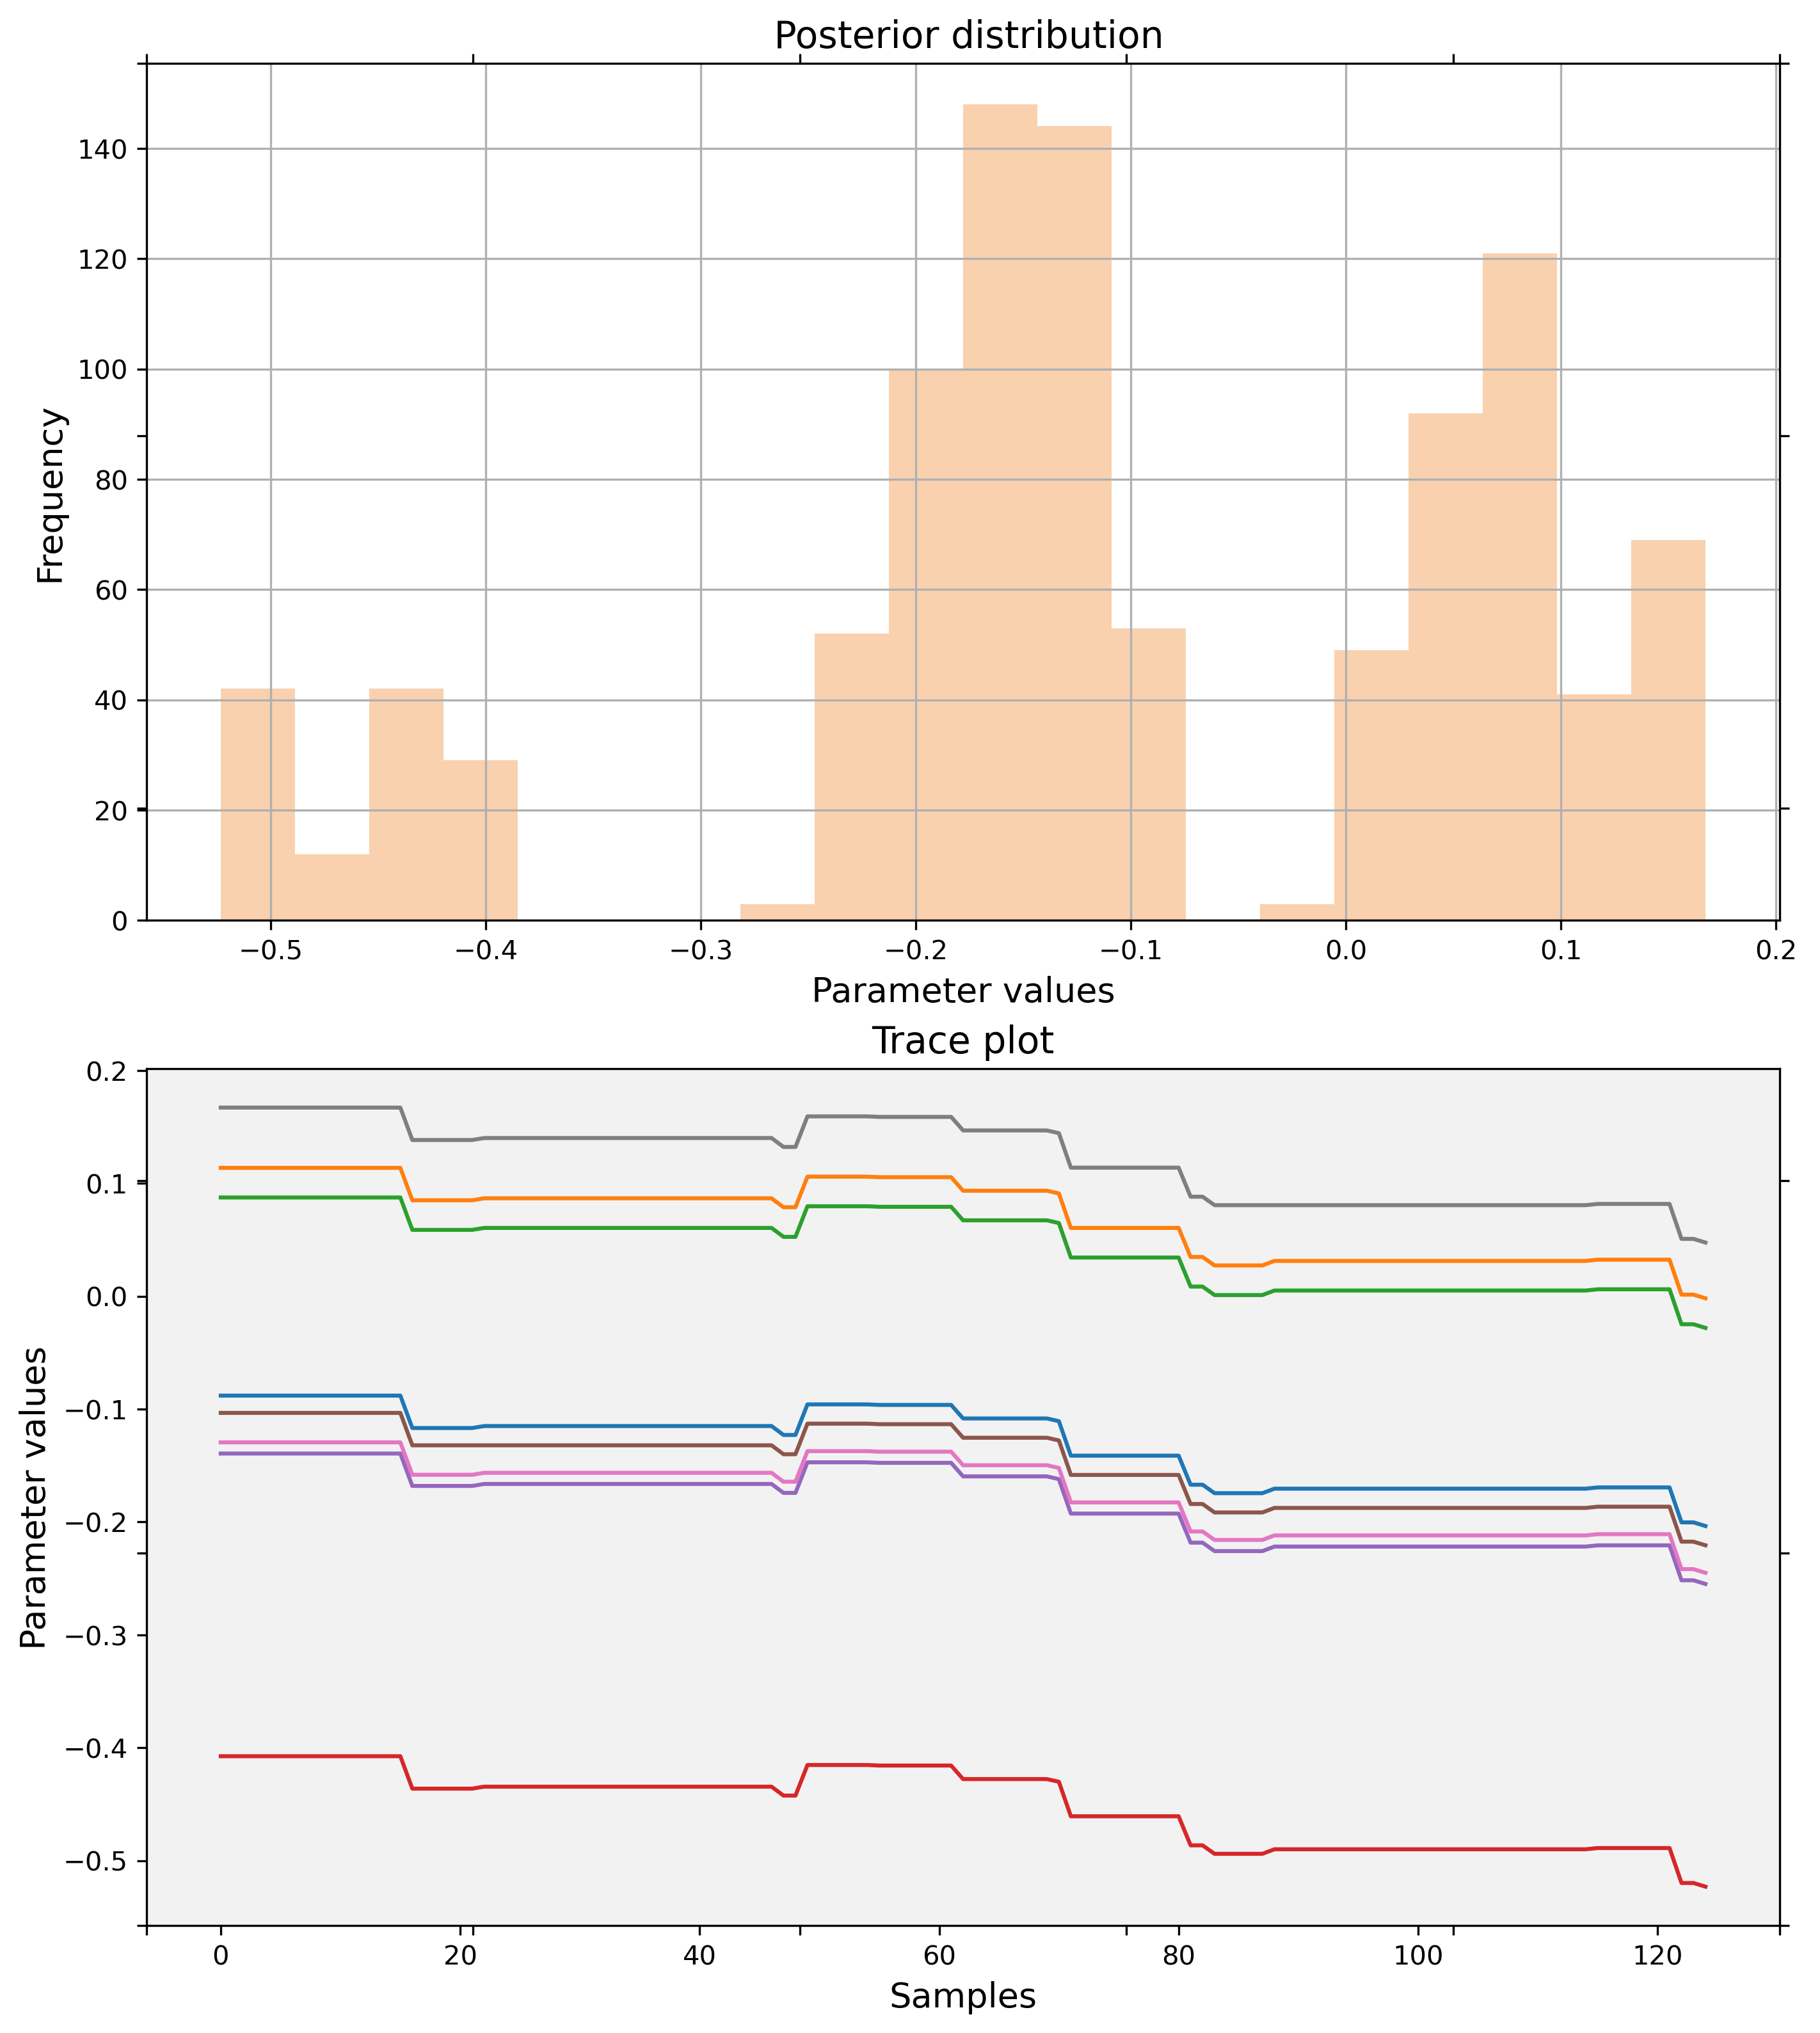 Posterior distribution
140
120
100
80
60
40
20
0
Frequency
−0.5 −0.4 −0.3 −0.2 −0.1 0.0 0.1 0.2
Parameter values
Trace plot
0.2
0.1
0.0
−0.1
−0.2
−0.3
−0.4
−0.5
Parameter values
0 20 40 60 80 100 120
Samples